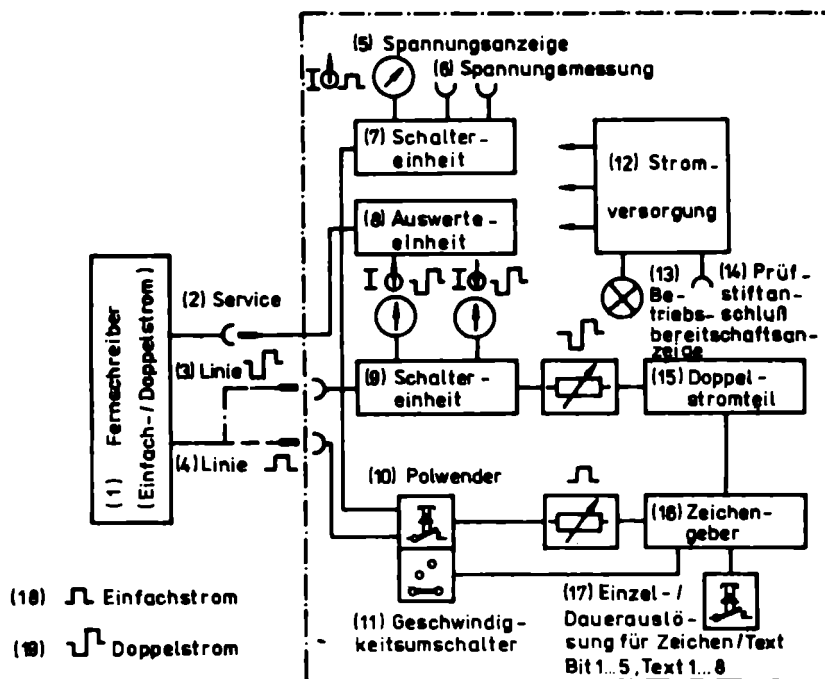 (5) Spannungsanzeige
I
(6) Spannungsmessung
(7) Schalter-
einheit
(12) Strom-
versorgung
(8) Auswerte-
einheit
I
I
(13)
Be-
triebs-
bereitschaftsan-
zeige
(14) Prüf-
stiftan-
schluß
(1) Fernschreiber
(Einfach-/Doppelstrom)
(2) Service
(3) Linie
(9) Schalter-
einheit
(15) Doppel-
stromteil
(4) Linie
(10) Polwender
(16) Zeichen-
geber
(11) Geschwindig-
keitsumschalter
(17) Einzel-/
Dauerauslö-
sung für Zeichen/Text
Bit 1...5, Text 1...8
(18) Einfachstrom
(19) Doppelstrom